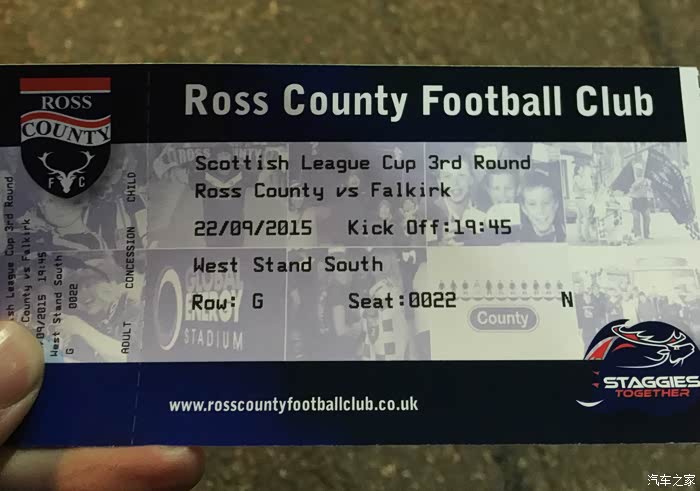 Ross County Football Club
ROSS
COUNTY
F C
Scottish League Cup 3rd Round
Ross County vs Falkirk
22/09/2015 Kick Off:19:45
West Stand South
Row: G Seat:0022 N
GLOBAL
ENERGY
STADIUM
County
STAGGIES
TOGETHER
www.rosscountyfootballclub.co.uk
League Cup 3rd Round
County vs Falkirk
/09/2015 19:45
West Stand South
G 0022
ADULT CONCESSION CHILD
汽车之家